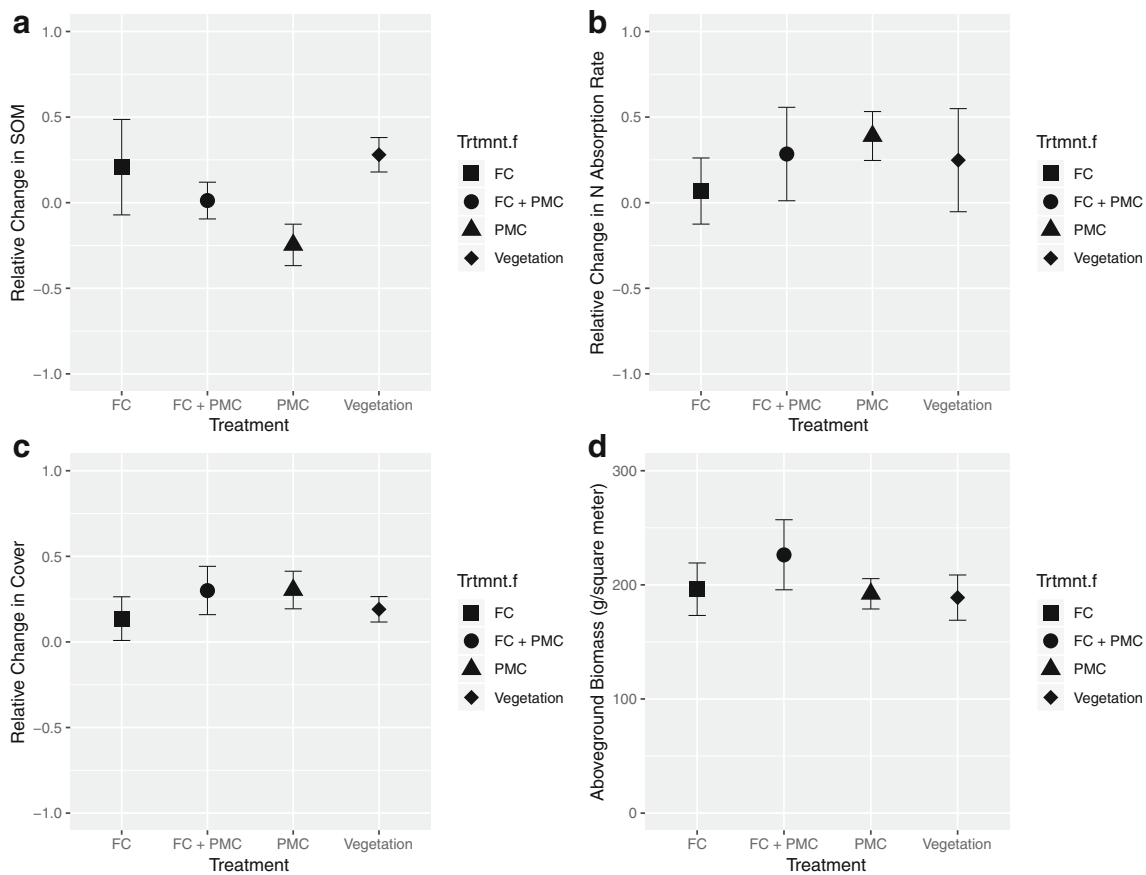 a
1.0
0.5
0.0
−0.5
−1.0
Relative Change in SOM
FC
FC + PMC
PMC
Vegetation
Treatment
Trtmnt.f
FC
FC + PMC
PMC
Vegetation
b
1.0
0.5
0.0
−0.5
−1.0
Relative Change in N Absorption Rate
FC
FC + PMC
PMC
Vegetation
Treatment
Trtmnt.f
FC
FC + PMC
PMC
Vegetation
c
1.0
0.5
0.0
−0.5
−1.0
Relative Change in Cover
FC
FC + PMC
PMC
Vegetation
Treatment
Trtmnt.f
FC
FC + PMC
PMC
Vegetation
d
300
200
100
0
Aboveground Biomass (g/square meter)
FC
FC + PMC
PMC
Vegetation
Treatment
Trtmnt.f
FC
FC + PMC
PMC
Vegetation